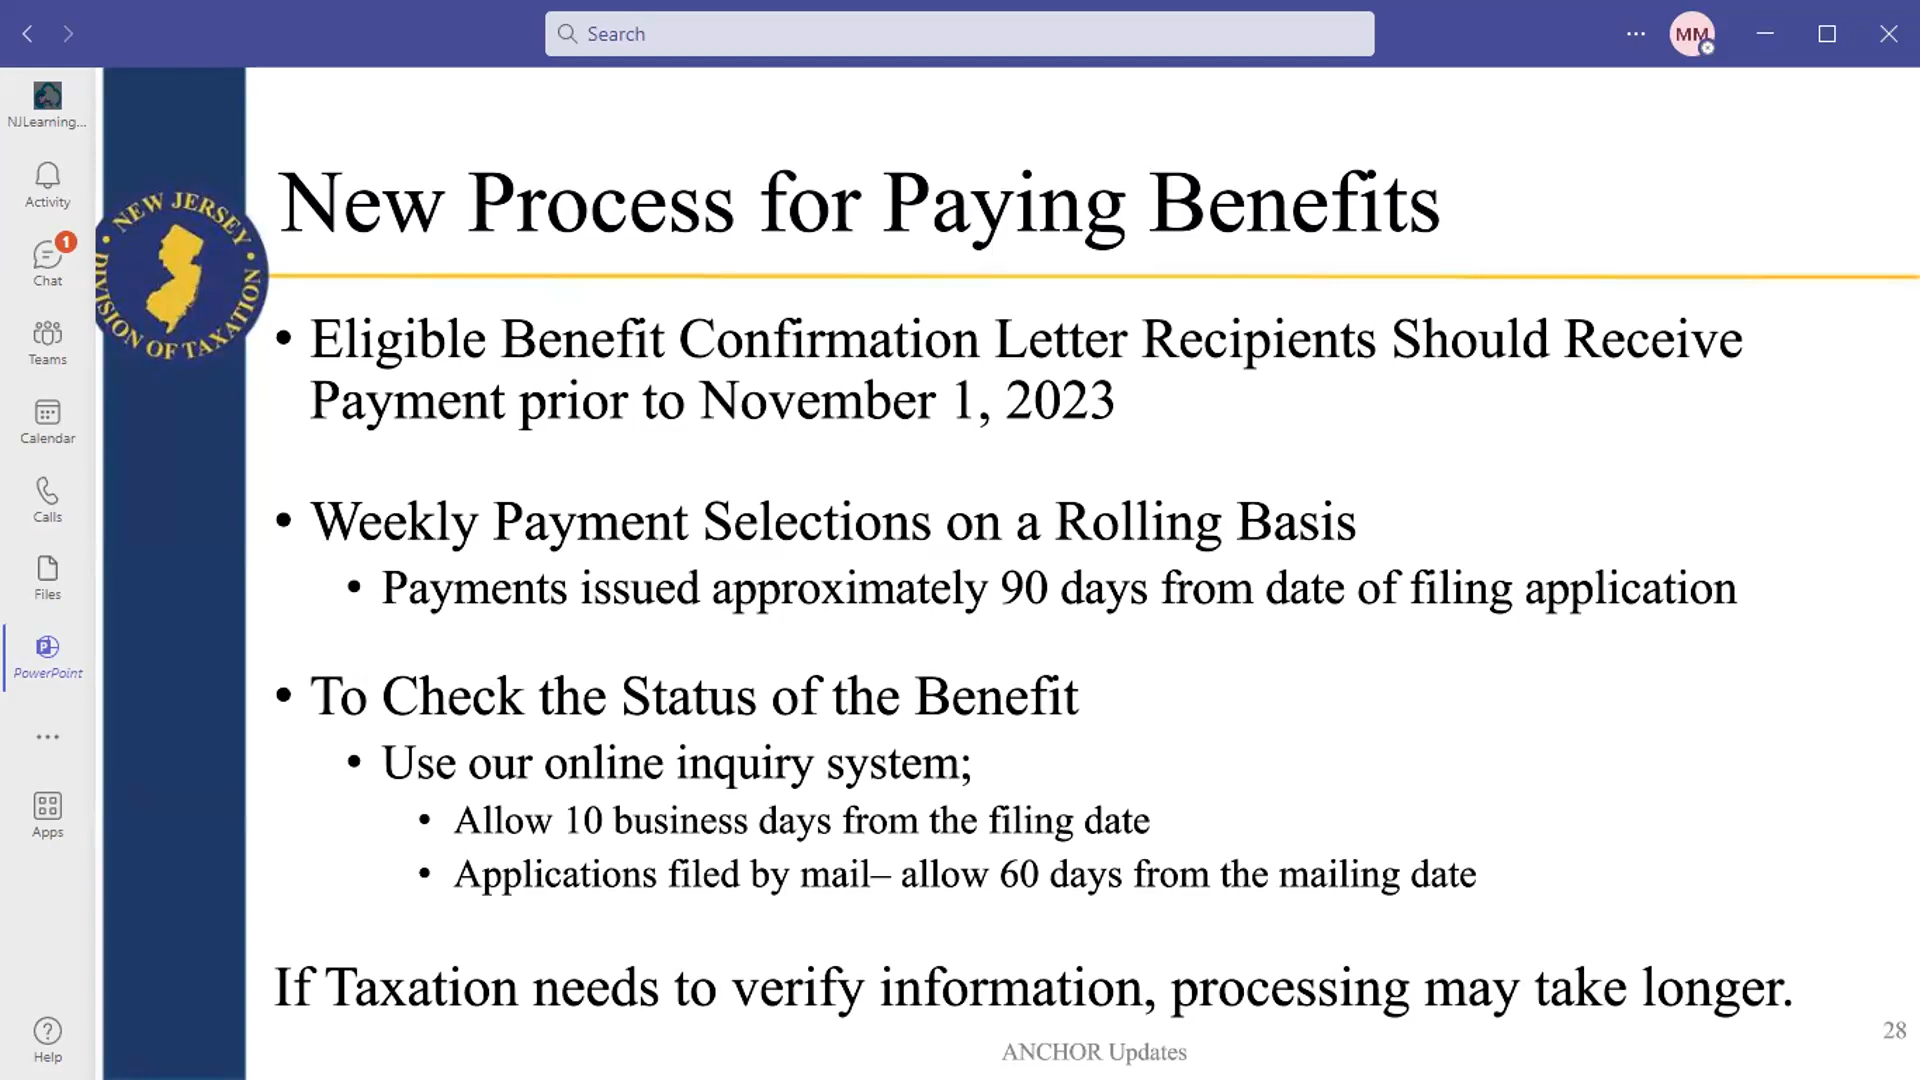 Search
MM
NJLearning...
Activity
1
Chat
Teams
Calendar
Calls
Files
PowerPoint
Apps
Help
• NEW JERSEY •
DIVISION OF TAXATION
New Process for Paying Benefits
• Eligible Benefit Confirmation Letter Recipients Should Receive
Payment prior to November 1, 2023
• Weekly Payment Selections on a Rolling Basis
• Payments issued approximately 90 days from date of filing application
• To Check the Status of the Benefit
• Use our online inquiry system;
• Allow 10 business days from the filing date
• Applications filed by mail– allow 60 days from the mailing date
If Taxation needs to verify information, processing may take longer.
28
ANCHOR Updates